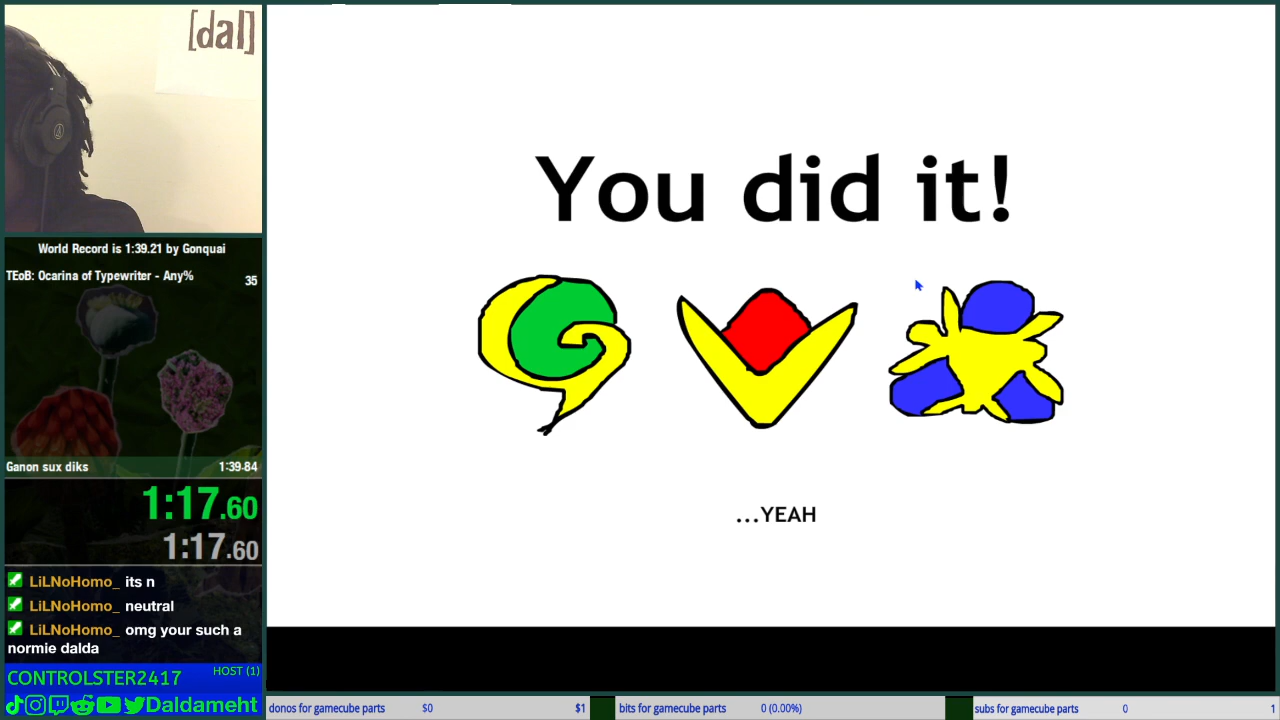 [dal]
World Record is 1:39.21 by Gonquai
TEoB: Ocarina of Typewriter - Any%
35
Ganon sux diks 1:39-84
1:17.60
1:17.60
LiLNoHomo_ its n
LiLNoHomo_ neutral
LiLNoHomo_ omg your such a
normie dalda
CONTROLSTER2417 HOST (1)
Daldameht
You did it!
...YEAH
donos for gamecube parts $0 $1
bits for gamecube parts 0 (0.00%)
subs for gamecube parts 0 1